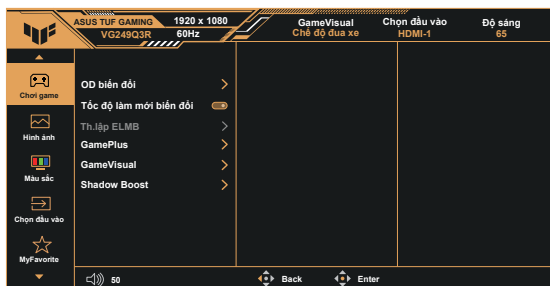 ASUS TUF GAMING 1920 x 1080 GameVisual Chọn đầu vào Độ sáng
VG249Q3R 60Hz Chế độ đua xe HDMI-1 65
Chơi game
Hình ảnh
Màu sắc
Chọn đầu vào
MyFavorite
OD biến đổi
Tốc độ làm mới biến đổi
Th.lập ELMB
GamePlus
GameVisual
Shadow Boost
50 Back Enter